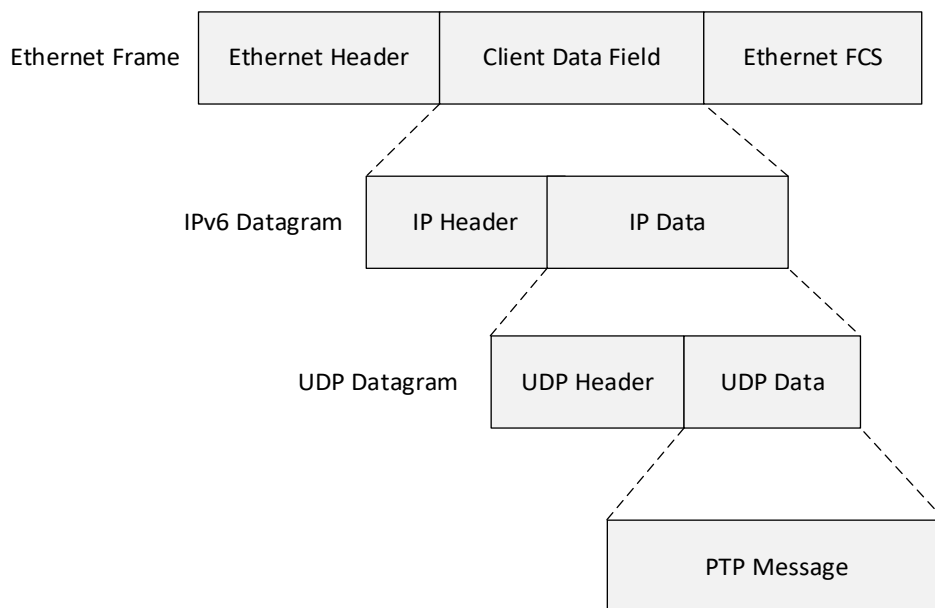 Ethernet Frame
Ethernet Header
Client Data Field
Ethernet FCS
IPv6 Datagram
IP Header
IP Data
UDP Datagram
UDP Header
UDP Data
PTP Message